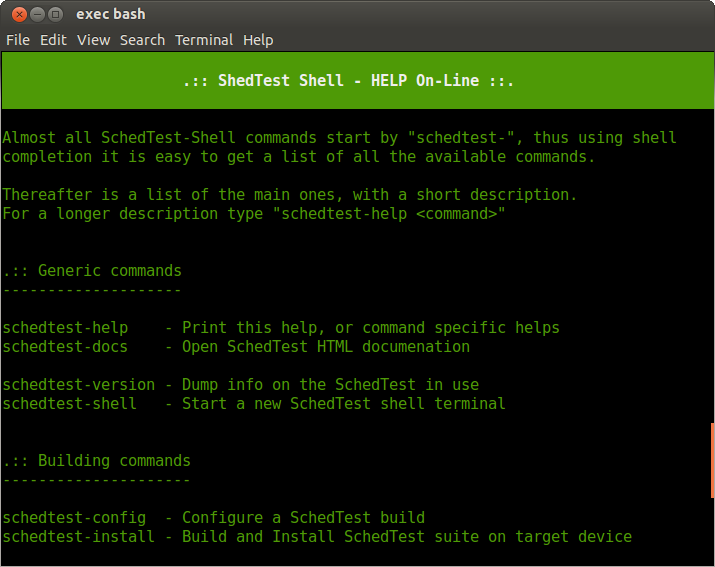 exec bash
File Edit View Search Terminal Help
.:: ShedTest Shell - HELP On-Line ::.
Almost all SchedTest-Shell commands start by "schedtest-", thus using shell
completion it is easy to get a list of all the available commands.
Thereafter is a list of the main ones, with a short description.
For a longer description type "schedtest-help <command>"
.:: Generic commands
--------------------
schedtest-help    - Print this help, or command specific helps
schedtest-docs    - Open SchedTest HTML documenation
schedtest-version - Dump info on the SchedTest in use
schedtest-shell   - Start a new SchedTest shell terminal
.:: Building commands
---------------------
schedtest-config  - Configure a SchedTest build
schedtest-install - Build and Install SchedTest suite on target device